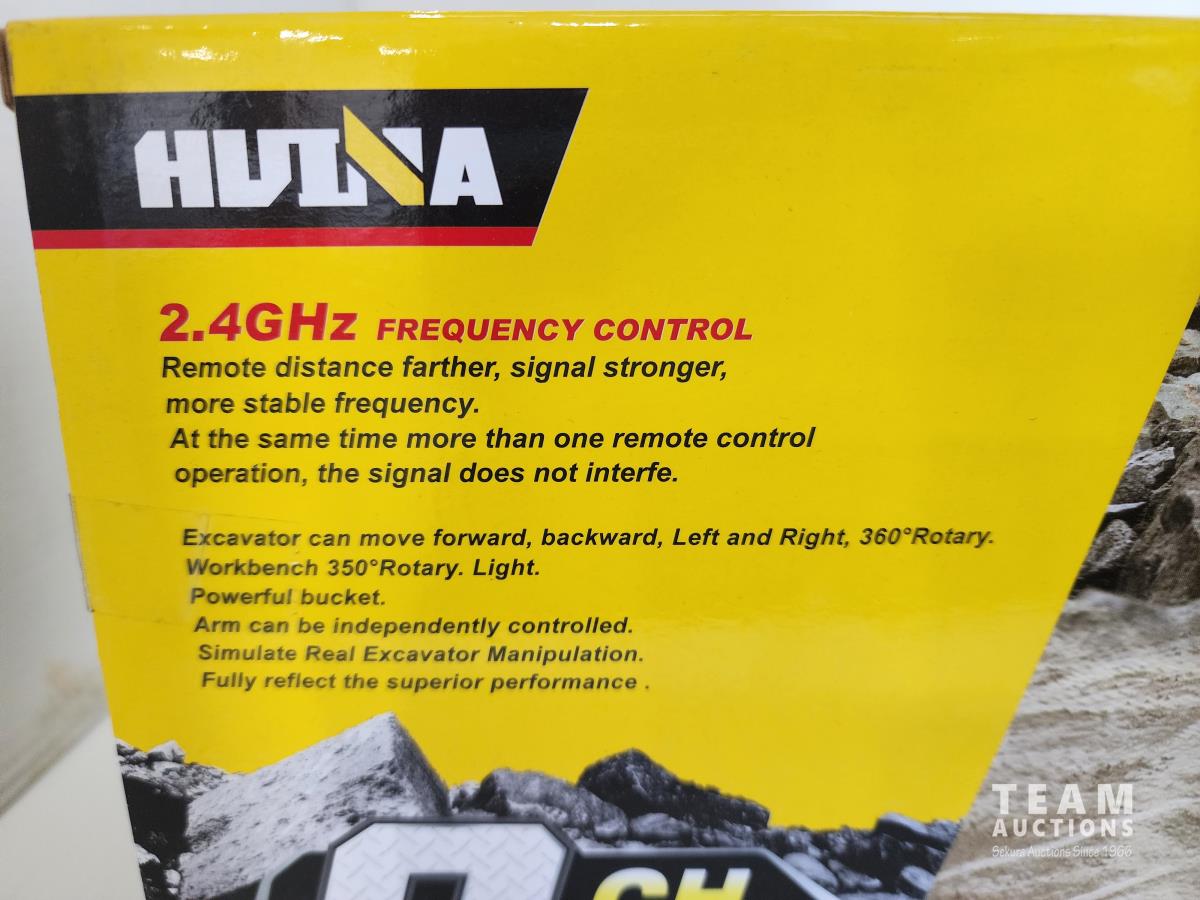 HUINA
2.4GHz FREQUENCY CONTROL
Remote distance farther, signal stronger,
more stable frequency.
At the same time more than one remote control
operation, the signal does not interfe.
Excavator can move forward, backward, Left and Right, 360°Rotary.
Workbench 350°Rotary. Light.
Powerful bucket.
Arm can be independently controlled.
Simulate Real Excavator Manipulation.
Fully reflect the superior performance .
CH
TEAM
AUCTIONS
Sekura Auctions Since 1966